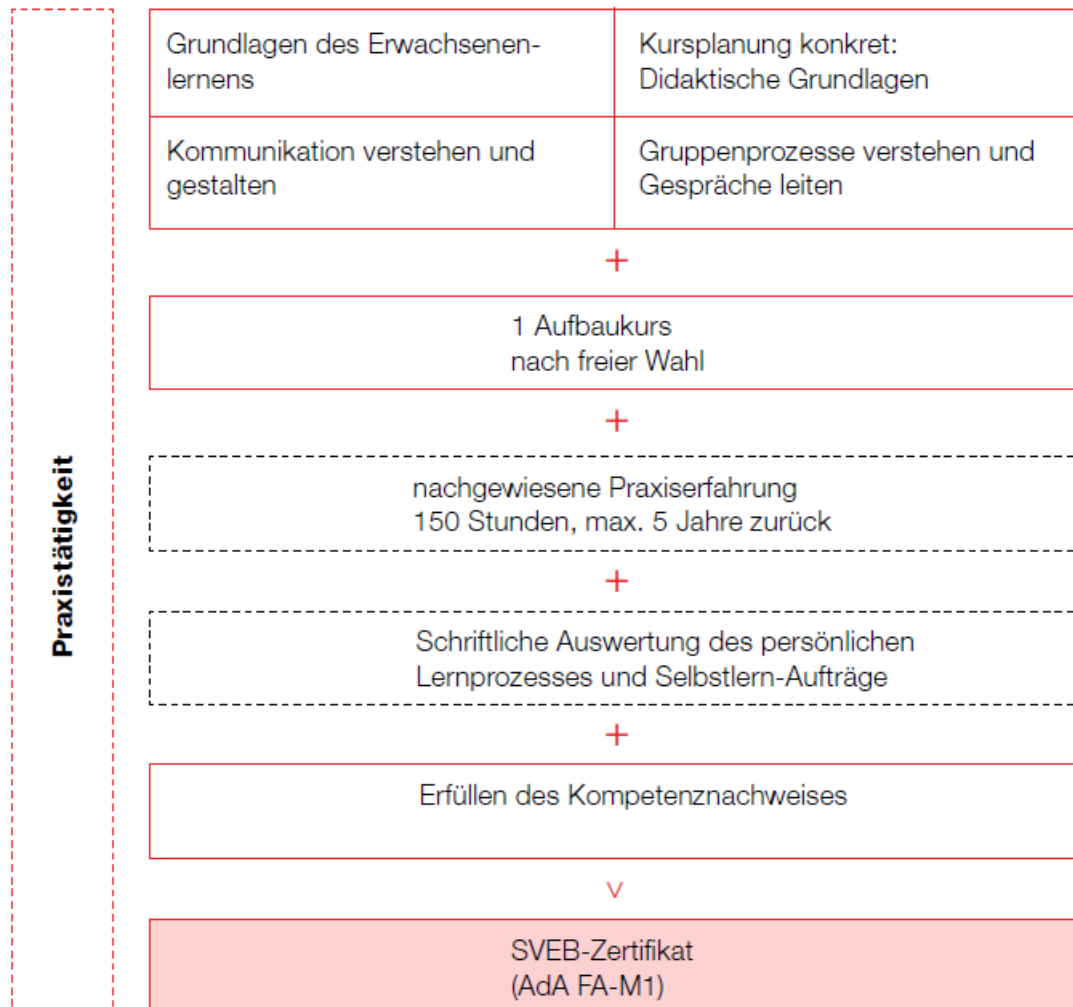 Praxistätigkeit
Grundlagen des Erwachsenen-
lernens
Kursplanung konkret:
Didaktische Grundlagen
Kommunikation verstehen und
gestalten
Gruppenprozesse verstehen und
Gespräche leiten
+
1 Aufbaukurs
nach freier Wahl
+
nachgewiesene Praxiserfahrung
150 Stunden, max. 5 Jahre zurück
+
Schriftliche Auswertung des persönlichen
Lernprozesses und Selbstlern-Aufträge
+
Erfüllen des Kompetenznachweises
SVEB-Zertifikat
(AdA FA-M1)